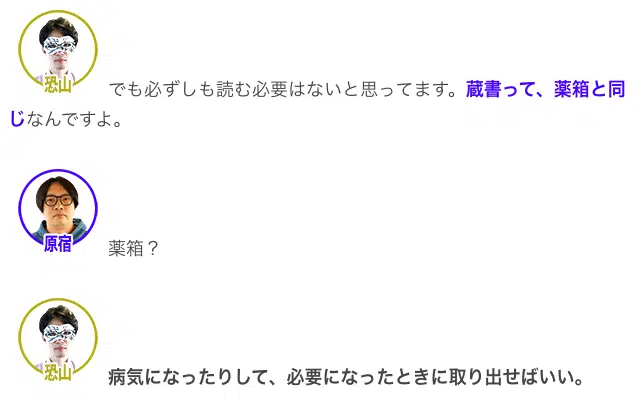 恐山
でも必ずしも読む必要はないと思ってます。蔵書って、薬箱と同
じなんですよ。
原宿
薬箱？
恐山
病気になったりして、必要になったときに取り出せばいい。